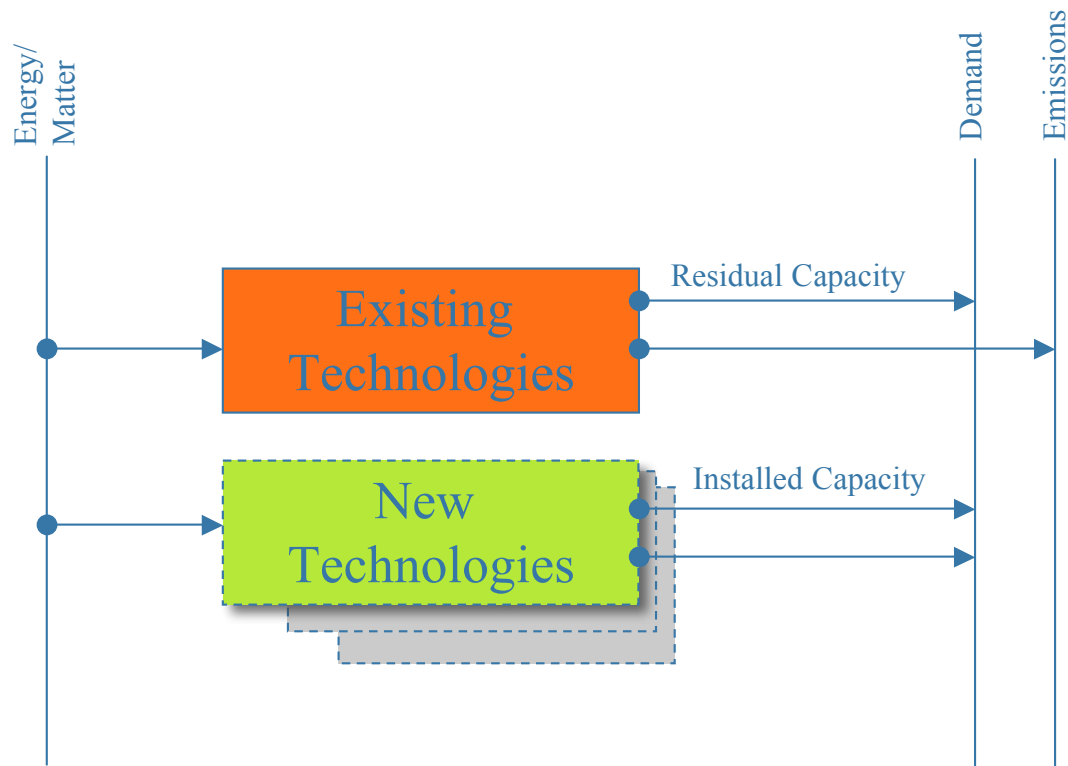 Energy/
Matter
Demand
Emissions
Residual Capacity
Existing
Technologies
Installed Capacity
New
Technologies